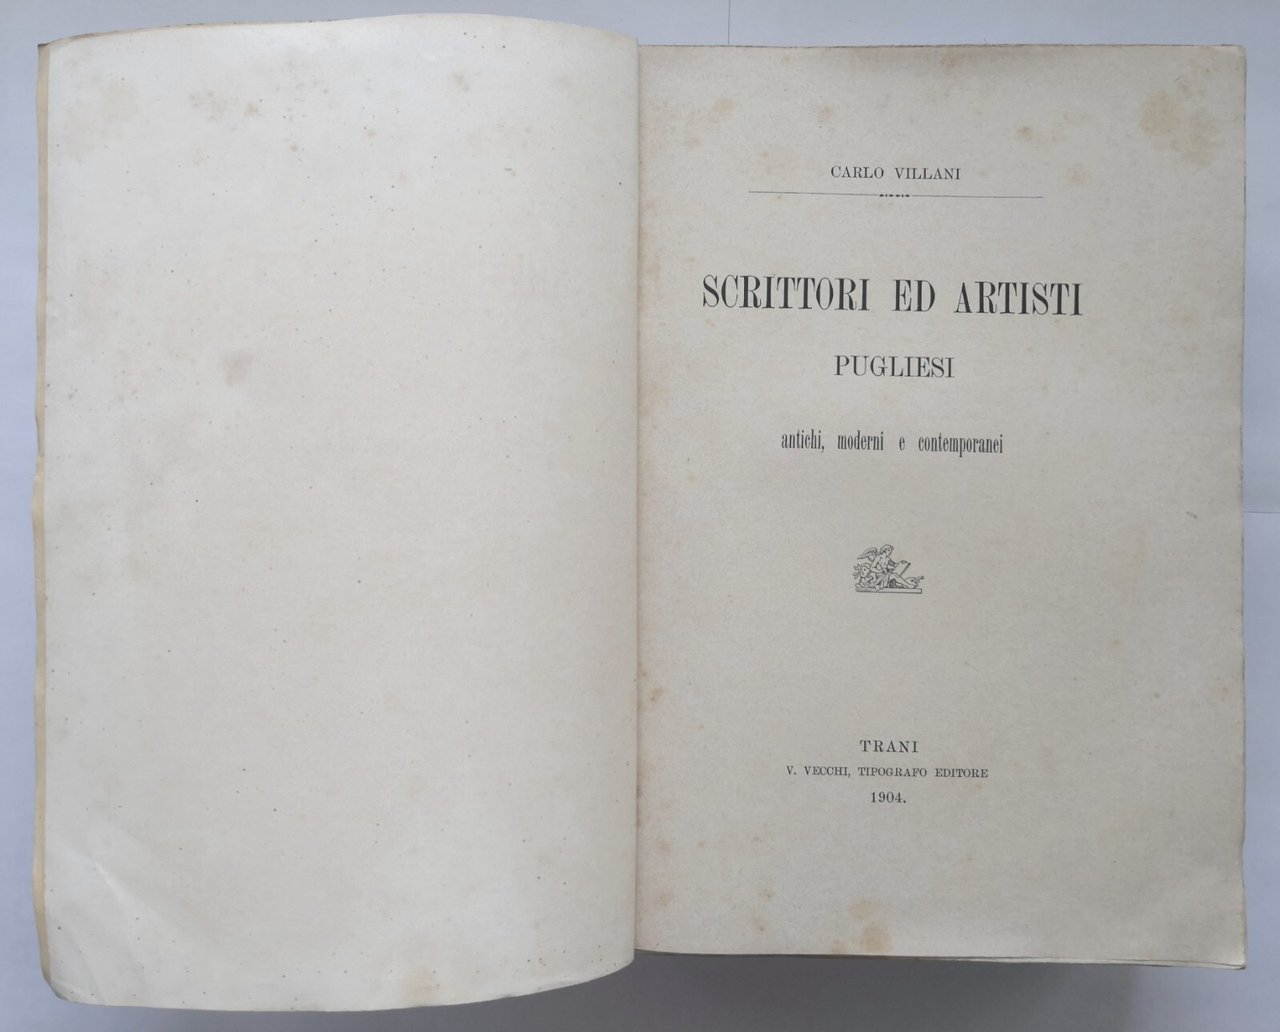 CARLO VILLANI
SCRITTORI ED ARTISTI
PUGLIESI
antichi, moderni e contemporanei
TRANI
V. VECCHI, TIPOGRAFO EDITORE
1904.